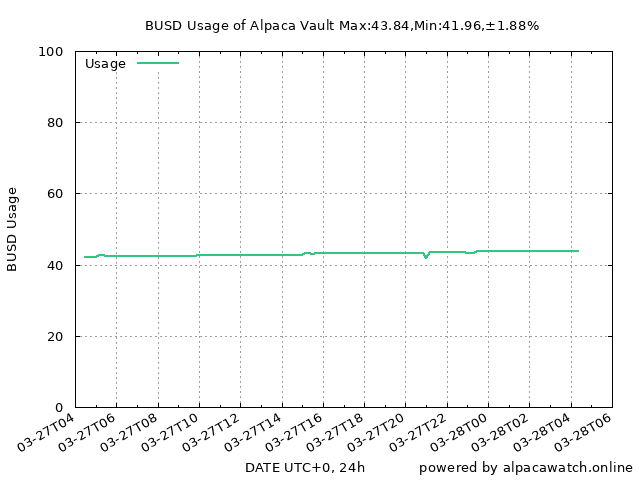 BUSD Usage of Alpaca Vault Max:43.84,Min:41.96,±1.88%
Usage
100
80
60
40
20
0
BUSD Usage
03-27T04
03-27T06
03-27T08
03-27T10
03-27T12
03-27T14
03-27T16
03-27T18
03-27T20
03-27T22
03-28T00
03-28T02
03-28T04
03-28T06
DATE UTC+0, 24h
powered by alpacawatch.online